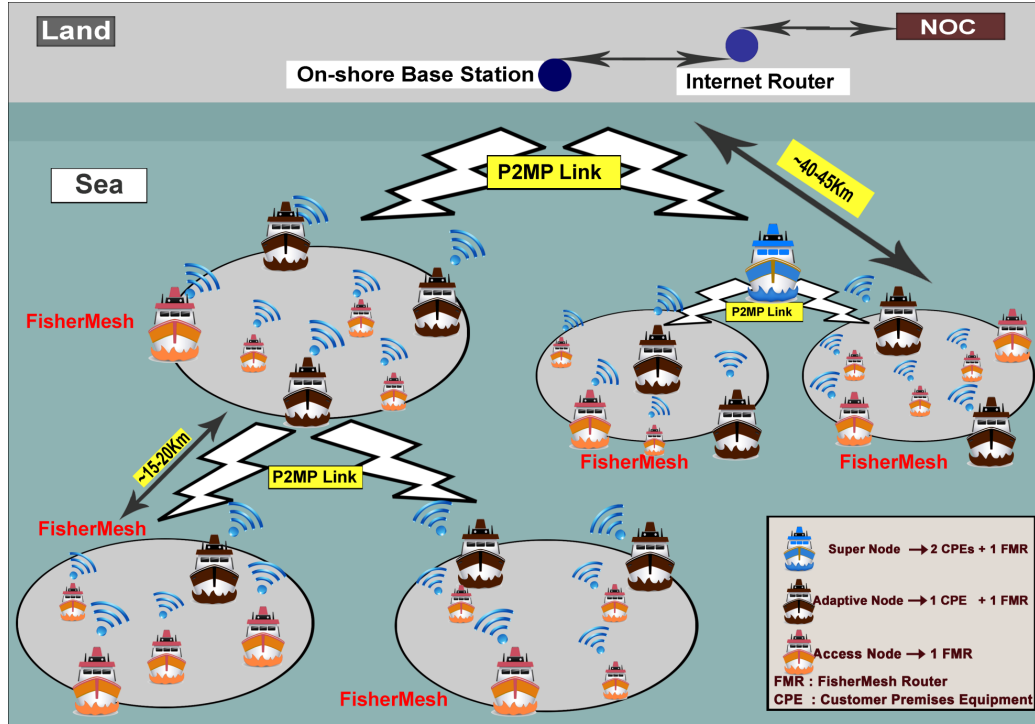 Land
NOC
On-shore Base Station
Internet Router
P2MP Link
~40-45Km
Sea
FisherMesh
P2MP Link
FisherMesh
FisherMesh
~15-20Km
P2MP Link
FisherMesh
FisherMesh
Super Node → 2 CPEs + 1 FMR
Adaptive Node → 1 CPE + 1 FMR
Access Node → 1 FMR
FMR : FisherMesh Router
CPE : Customer Premises Equipment